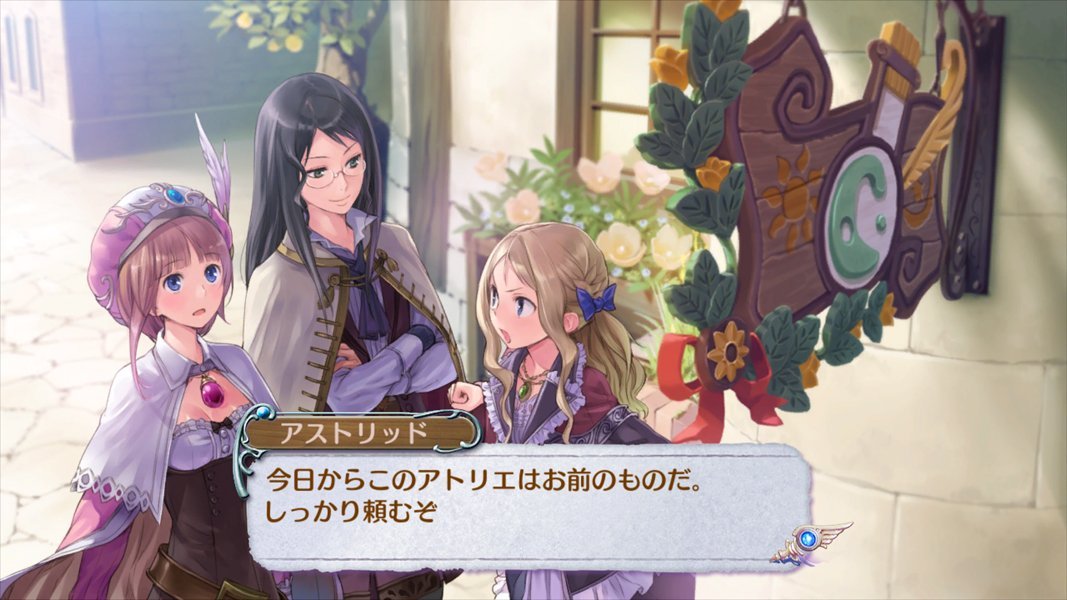 アストリッド
今日からこのアトリエはお前のものだ。
しっかり頼むぞ